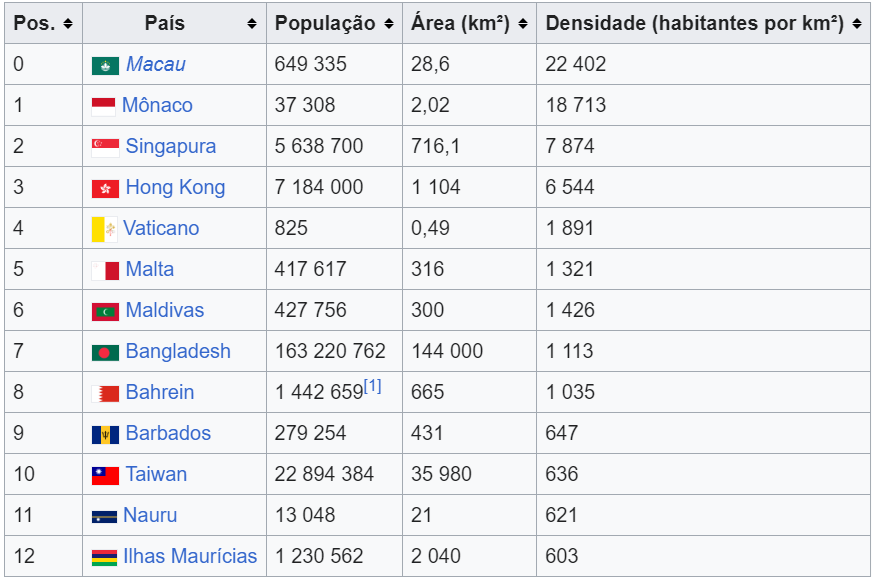 Pos. País População Área (km²) Densidade (habitantes por km²)
0 Macau 649 335 28,6 22 402
1 Mônaco 37 308 2,02 18 713
2 Singapura 5 638 700 716,1 7 874
3 Hong Kong 7 184 000 1 104 6 544
4 Vaticano 825 0,49 1 891
5 Malta 417 617 316 1 321
6 Maldivas 427 756 300 1 426
7 Bangladesh 163 220 762 144 000 1 113
8 Bahrein 1 442 659[1] 665 1 035
9 Barbados 279 254 431 647
10 Taiwan 22 894 384 35 980 636
11 Nauru 13 048 21 621
12 Ilhas Maurícias 1 230 562 2 040 603